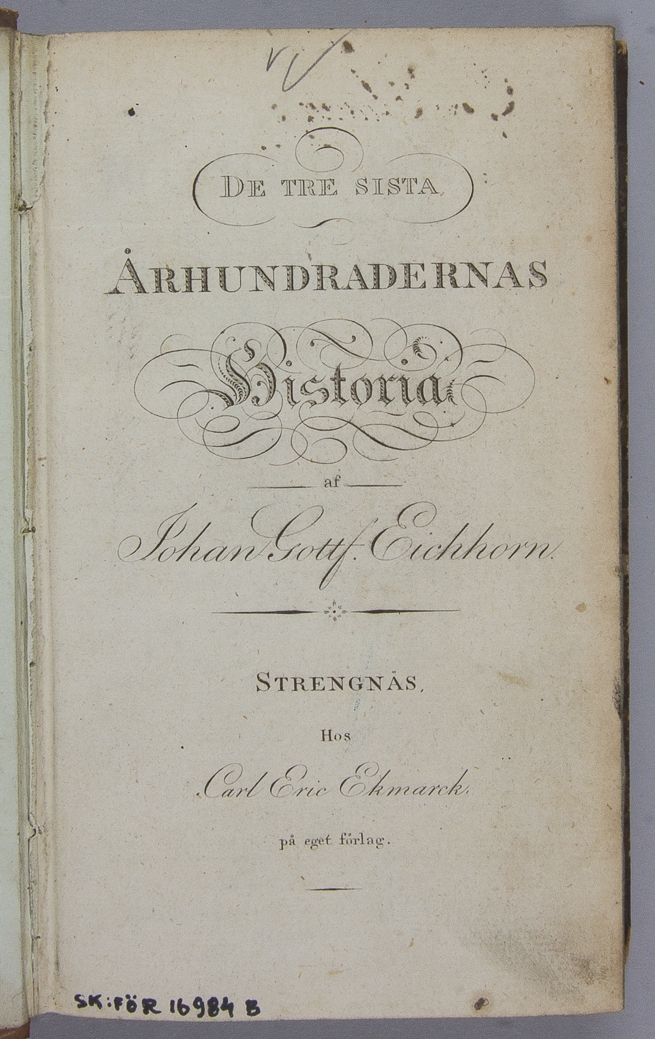 DE TRE SISTA
ÅRHUNDRADERNAS
Historia
af
Johan Gottf. Eichhorn.
STRENGNÄS,
Hos
Carl Eric Ekmarck.
på eget förlag.
SK:FÖR 16984 B